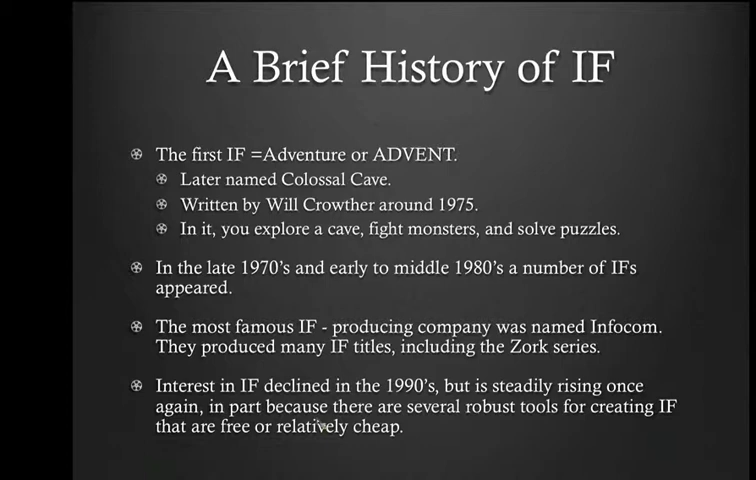 A Brief History of IF
The first IF =Adventure or ADVENT.
Later named Colossal Cave.
Written by Will Crowther around 1975.
In it, you explore a cave, fight monsters, and solve puzzles.
In the late 1970's and early to middle 1980's a number of IFs
appeared.
The most famous IF - producing company was named Infocom.
They produced many IF titles, including the Zork series.
Interest in IF declined in the 1990's, but is steadily rising once
again, in part because there are several robust tools for creating IF
that are free or relatively cheap.